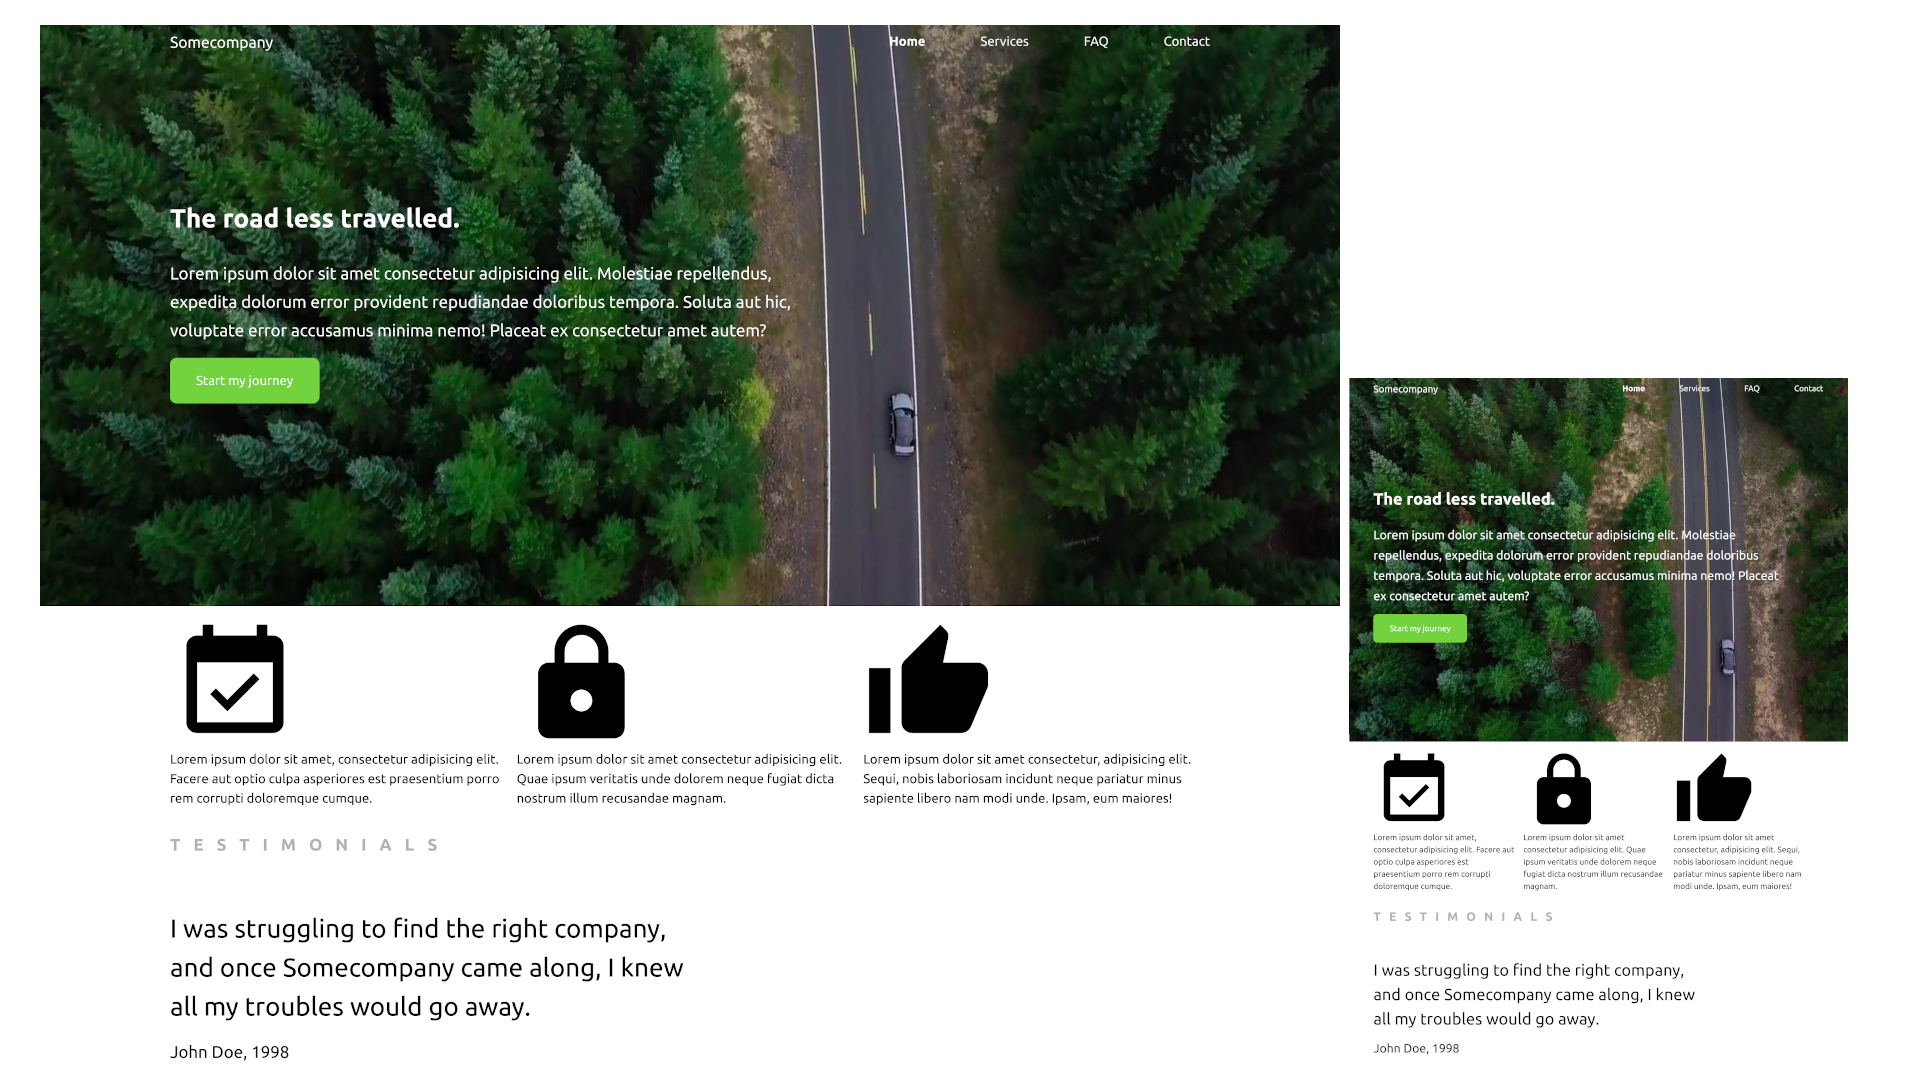 Somecompany
Home Services FAQ Contact
The road less travelled.
Lorem ipsum dolor sit amet consectetur adipisicing elit. Molestiae repellendus,
expedita dolorum error provident repudiandae doloribus tempora. Soluta aut hic,
voluptate error accusamus minima nemo! Placeat ex consectetur amet autem?
Start my journey
Lorem ipsum dolor sit amet, consectetur adipisicing elit.
Facere aut optio culpa asperiores est praesentium porro
rem corrupti doloremque cumque.
Lorem ipsum dolor sit amet consectetur adipisicing elit.
Quae ipsum veritatis unde dolorem neque fugiat dicta
nostrum illum recusandae magnam.
Lorem ipsum dolor sit amet consectetur, adipisicing elit.
Sequi, nobis laboriosam incidunt neque pariatur minus
sapiente libero nam modi unde. Ipsam, eum maiores!
TESTIMONIALS
I was struggling to find the right company,
and once Somecompany came along, I knew
all my troubles would go away.
John Doe, 1998
Somecompany
Home Services FAQ Contact
The road less travelled.
Lorem ipsum dolor sit amet consectetur adipisicing elit. Molestiae
repellendus, expedita dolorum error provident repudiandae doloribus
tempora. Soluta aut hic, voluptate error accusamus minima nemo! Placeat
ex consectetur amet autem?
Start my journey
Lorem ipsum dolor sit amet,
consectetur adipisicing elit. Facere aut
optio culpa asperiores est
praesentium porro rem corrupti
doloremque cumque.
Lorem ipsum dolor sit amet
consectetur adipisicing elit. Quae
ipsum veritatis unde dolorem neque
fugiat dicta nostrum illum recusandae
magnam.
Lorem ipsum dolor sit amet
consectetur, adipisicing elit. Sequi,
nobis laboriosam incidunt neque
pariatur minus sapiente libero nam
modi unde. Ipsam, eum maiores!
TESTIMONIALS
I was struggling to find the right company,
and once Somecompany came along, I knew
all my troubles would go away.
John Doe, 1998